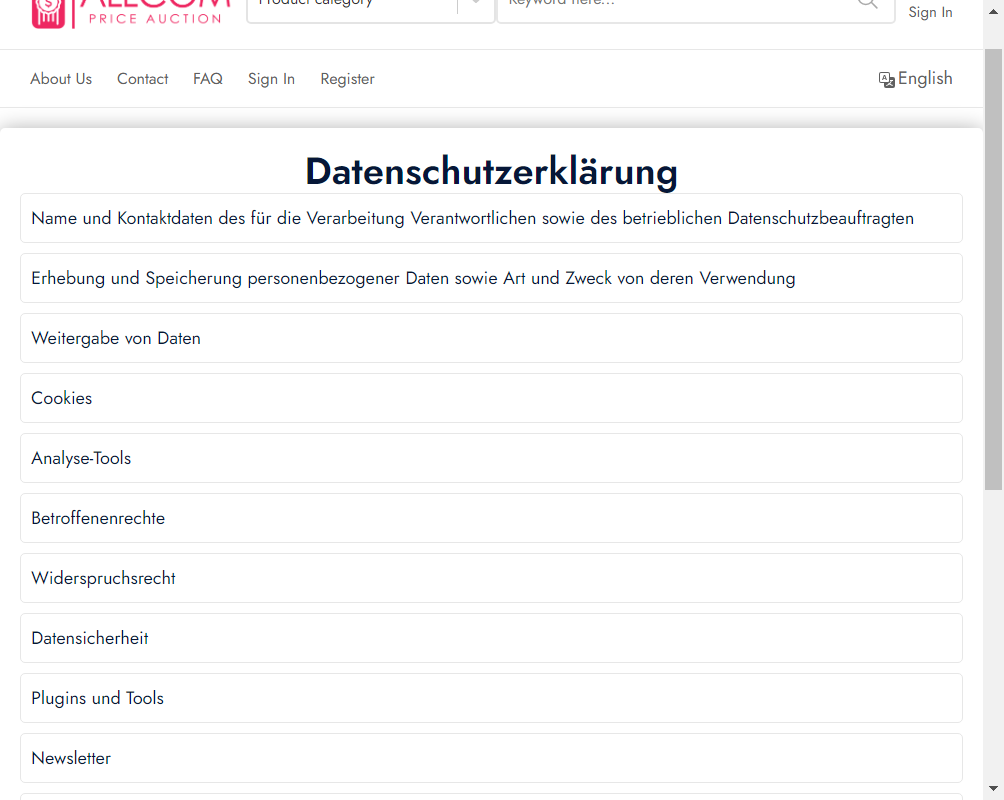 ALLCOM
PRICE AUCTION
Product category
Keyword here...
Sign In
About Us
Contact
FAQ
Sign In
Register
English
Datenschutzerklärung
Name und Kontaktdaten des für die Verarbeitung Verantwortlichen sowie des betrieblichen Datenschutzbeauftragten
Erhebung und Speicherung personenbezogener Daten sowie Art und Zweck von deren Verwendung
Weitergabe von Daten
Cookies
Analyse-Tools
Betroffenenrechte
Widerspruchsrecht
Datensicherheit
Plugins und Tools
Newsletter